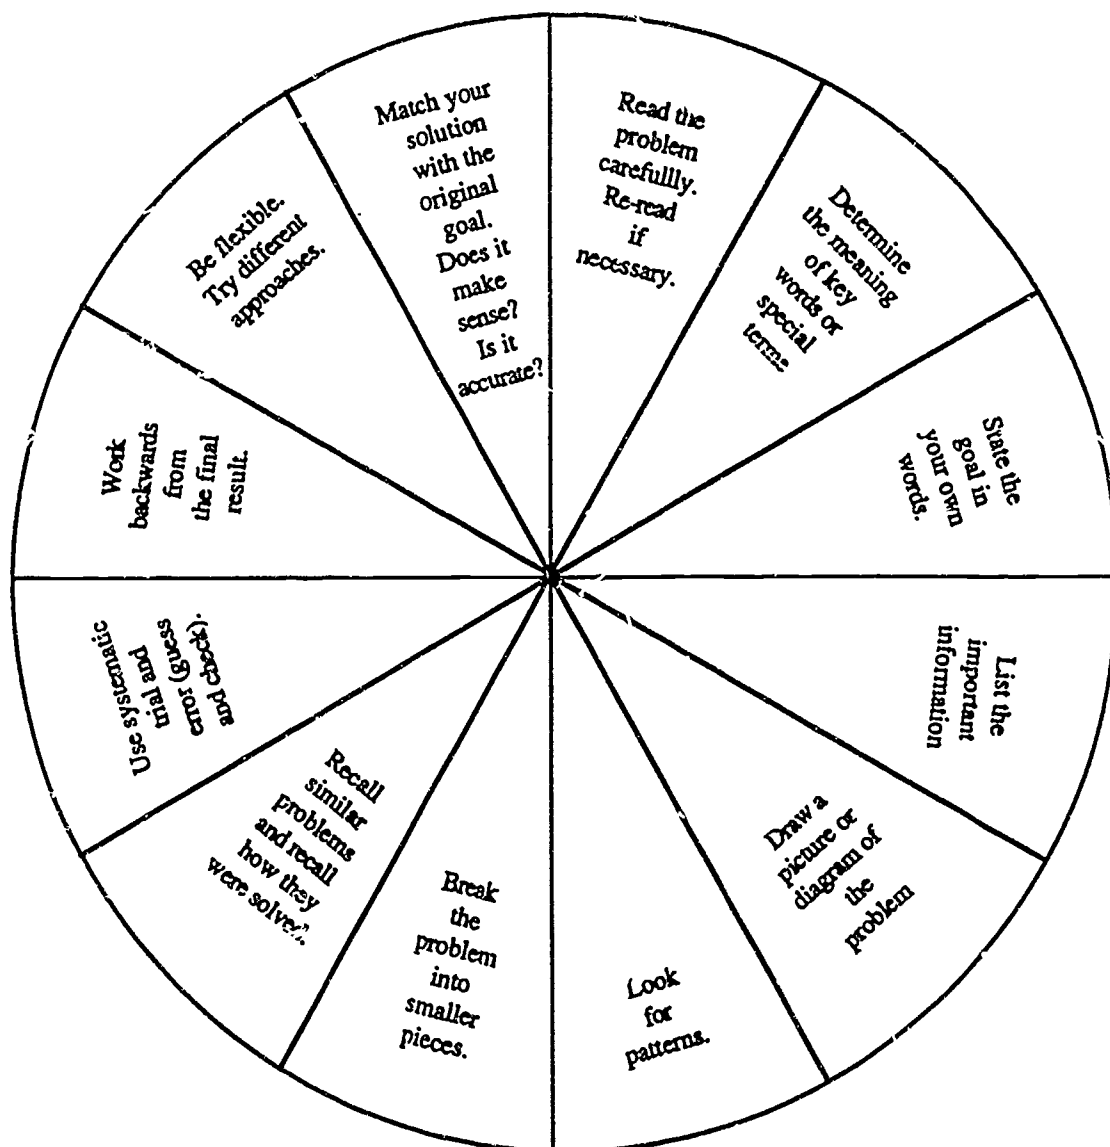 Read the
problem
carefullly.
Re-read
if
necessary.
Determine
the meaning
of key
words or
special
terme
State the
goal in
your own
words.
List the
important
information
Draw a
picture or
diagram of
the
problem
Look
for
patterns.
Break
the
problem
into
smaller
pieces.
Recall
similar
problems
and recall
how they
were
Use systematic
trial and
error (guess
and check).
Work
backwards
from
the final
result.
Be flexible.
Try different
approaches.
Match your
solution
with the
original
goal.
Does it
make
sense?
Is it
accurate?